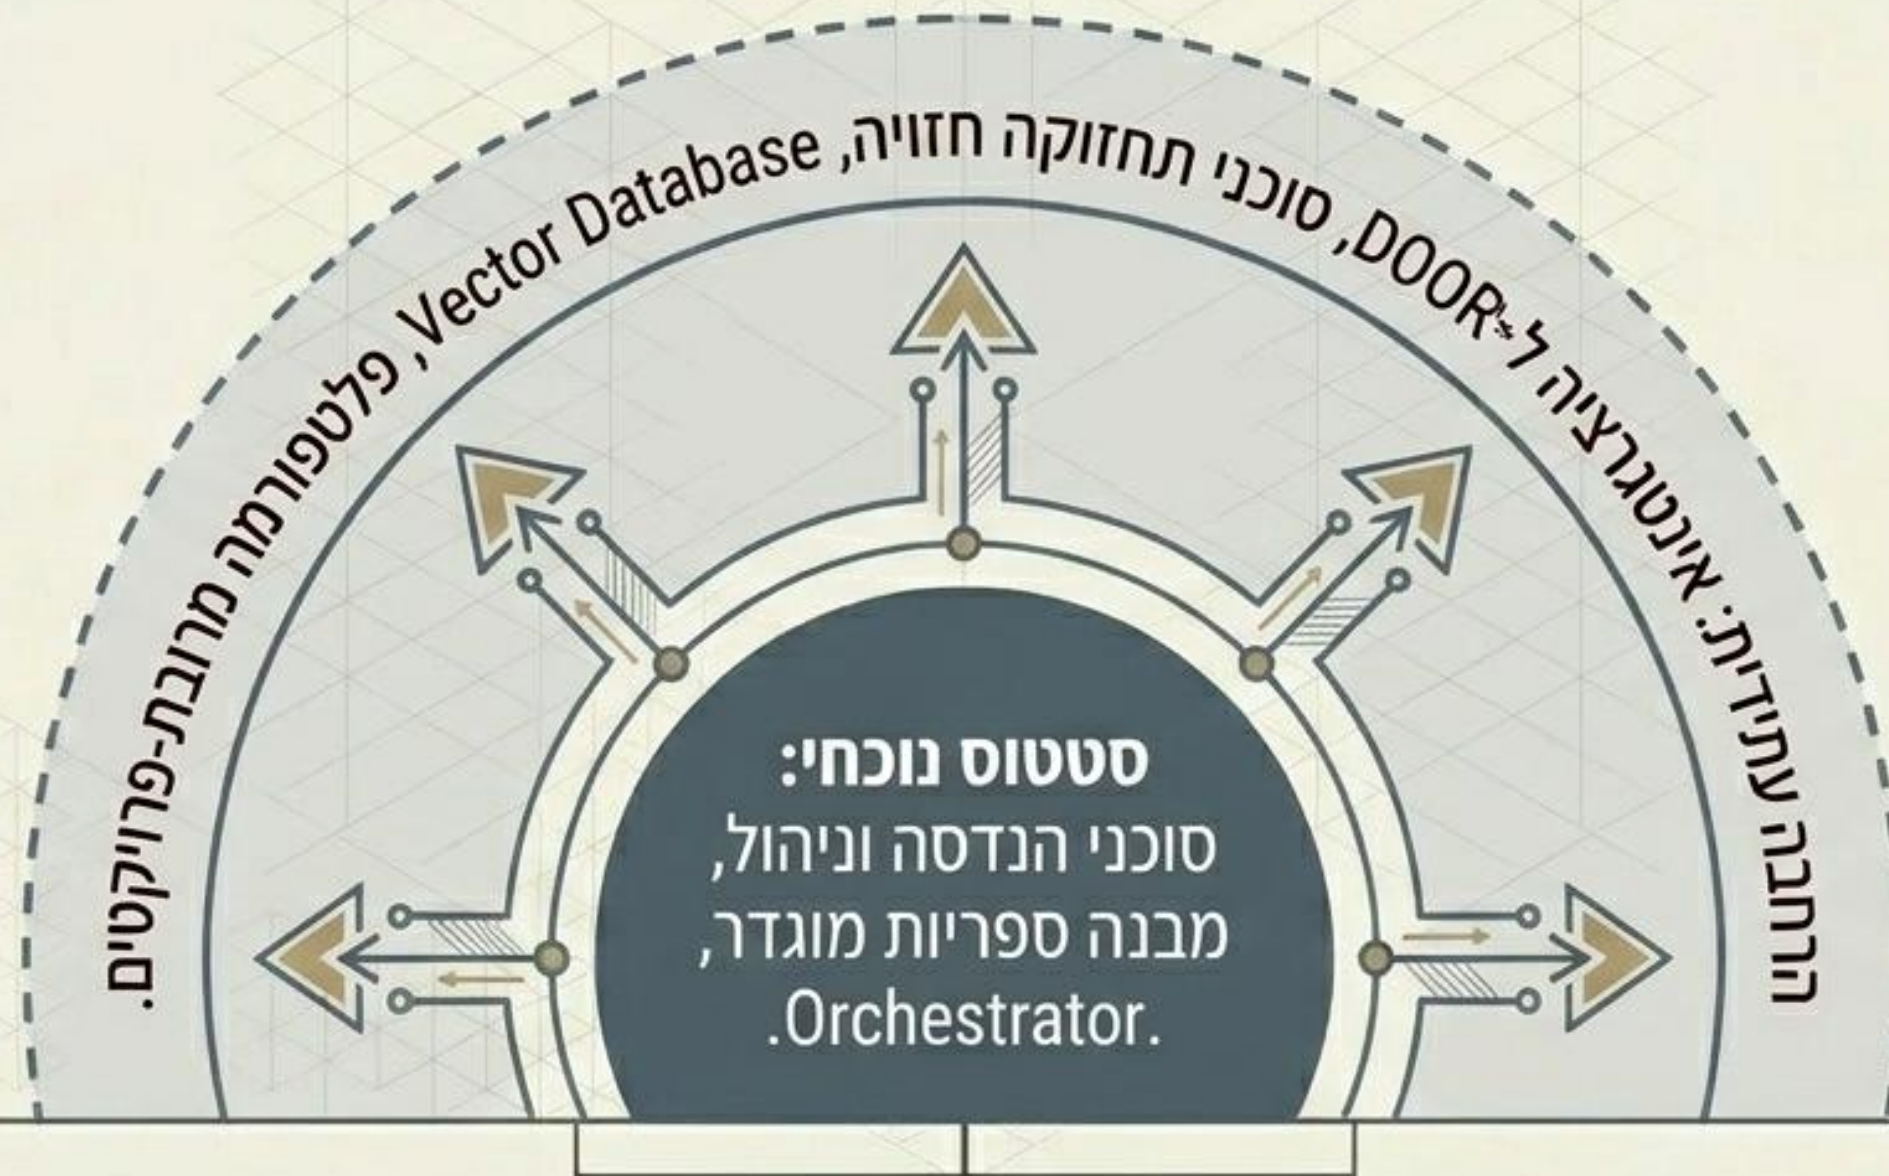 הרחבה עתידית: אינטגרציה ל-DOOR, סוכני תחזוקה חזויה, Vector Database, פלטפורמה מרובת-פרויקטים.
סטטוס נוכחי:
סוכני הנדסה וניהול,
מבנה ספריות מוגדר,
.Orchestrator.